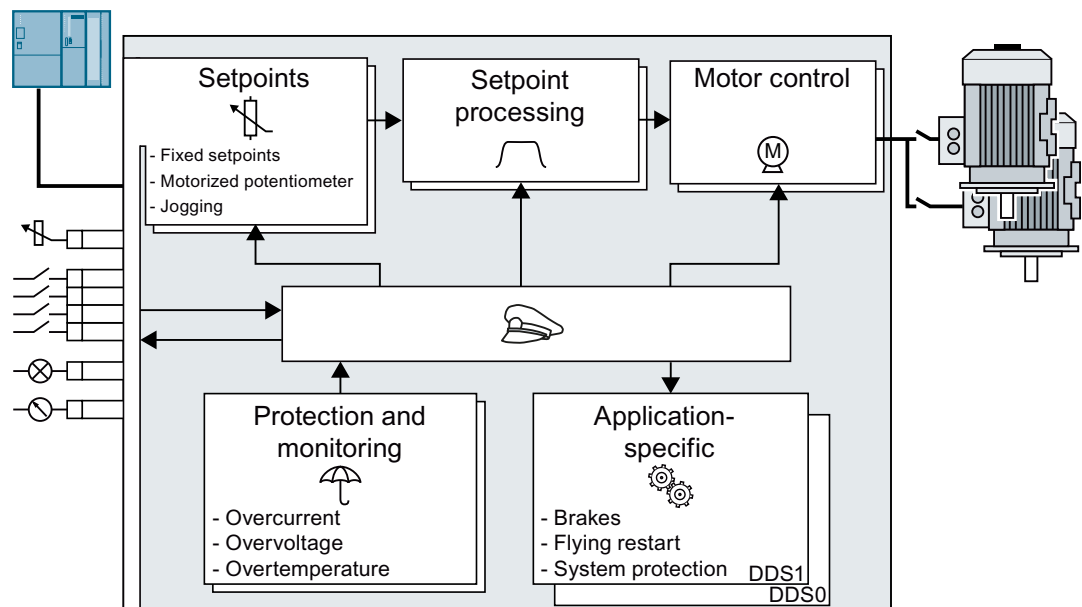 Setpoints
- Fixed setpoints
- Motorized potentiometer
- Jogging
Setpoint
processing
Motor control
M
Protection and
monitoring
- Overcurrent
- Overvoltage
- Overtemperature
Application-
specific
- Brakes
- Flying restart
- System protection
DDS1
DDS0